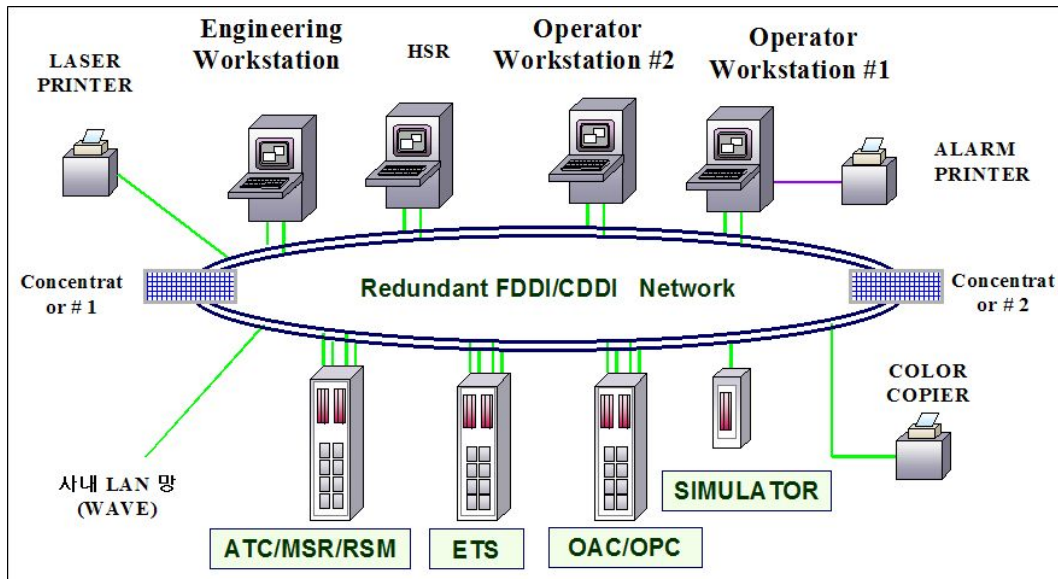 Engineering
Workstation
HSR
Operator
Workstation #2
Operator
Workstation #1
LASER
PRINTER
ALARM
PRINTER
Concentrat
or # 1
Redundant FDDI/CDDI Network
Concentrat
or # 2
COLOR
COPIER
사내 LAN 망
(WAVE)
SIMULATOR
ATC/MSR/RSM
ETS
OAC/OPC